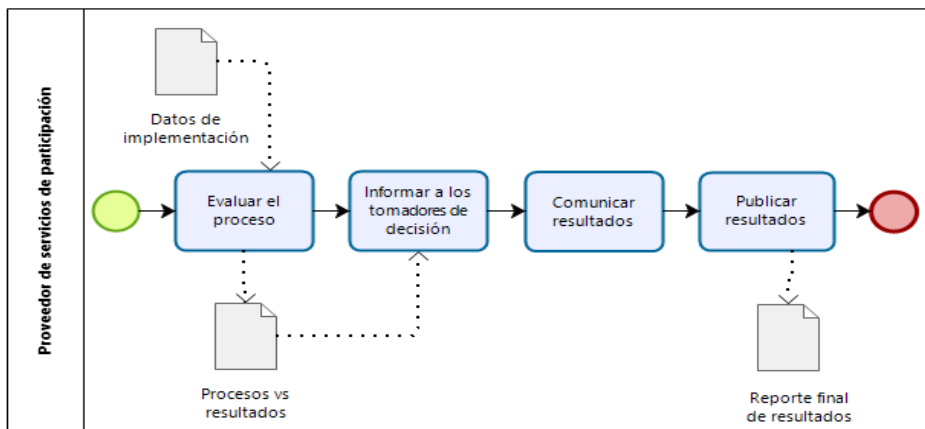 Proveedor de servicios de participación
Datos de
implementación
Evaluar el
proceso
Informar a los
tomadores de
decisión
Comunicar
resultados
Publicar
resultados
Procesos vs
resultados
Reporte final
de resultados